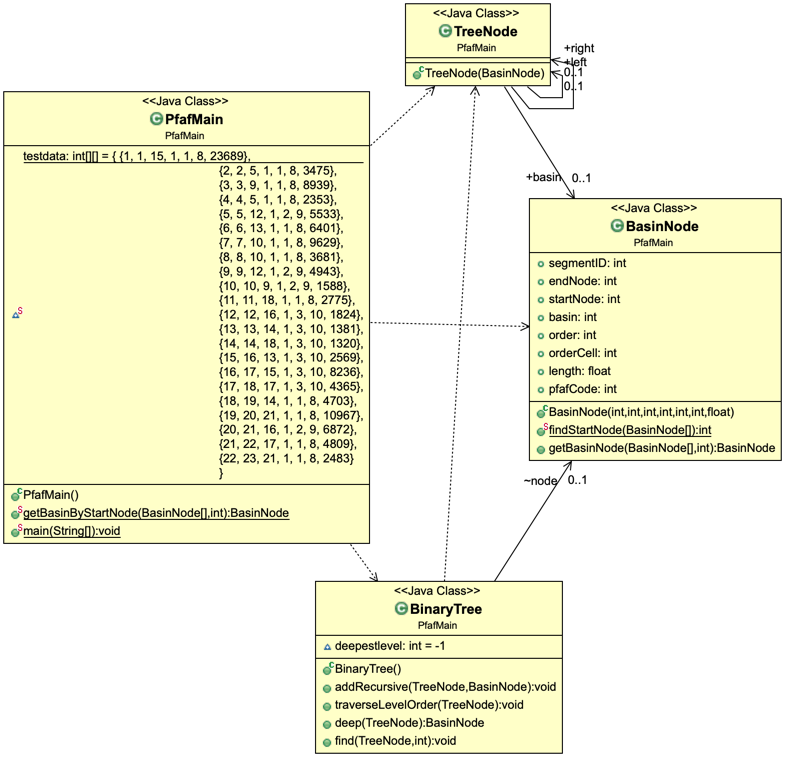 <<Java Class>>
TreeNode
PfafMain
TreeNode(BasinNode)
+right
+left
0..1
0..1
<<Java Class>>
PfafMain
PfafMain
testdata: int[][] = { {1, 1, 15, 1, 1, 8, 23689},
{2, 2, 5, 1, 1, 8, 3475},
{3, 3, 9, 1, 1, 8, 8939},
{4, 4, 5, 1, 1, 8, 2353},
{5, 5, 12, 1, 2, 9, 5533},
{6, 6, 13, 1, 1, 8, 6401},
{7, 7, 10, 1, 1, 8, 9629},
{8, 8, 10, 1, 1, 8, 3681},
{9, 9, 12, 1, 2, 9, 4943},
{10, 10, 9, 1, 2, 9, 1588},
{11, 11, 18, 1, 1, 8, 2775},
{12, 12, 16, 1, 3, 10, 1824},
{13, 13, 14, 1, 3, 10, 1381},
{14, 14, 18, 1, 3, 10, 1320},
{15, 16, 13, 1, 3, 10, 2569},
{16, 17, 15, 1, 3, 10, 8236},
{17, 18, 17, 1, 3, 10, 4365},
{18, 19, 14, 1, 1, 8, 4703},
{19, 20, 21, 1, 1, 8, 10967},
{20, 21, 16, 1, 2, 9, 6872},
{21, 22, 17, 1, 1, 8, 4809},
{22, 23, 21, 1, 1, 8, 2483}
}
PfafMain()
getBasinByStartNode(BasinNode[],int):BasinNode
main(String[]):void
+basin
0..1
<<Java Class>>
BasinNode
PfafMain
segmentID: int
endNode: int
startNode: int
basin: int
order: int
orderCell: int
length: float
pfafCode: int
BasinNode(int,int,int,int,int,int,float)
findStartNode(BasinNode[]):int
getBasinNode(BasinNode[],int):BasinNode
~node
0..1
<<Java Class>>
BinaryTree
PfafMain
deepestlevel: int = -1
BinaryTree()
addRecursive(TreeNode,BasinNode):void
traverseLevelOrder(TreeNode):void
deep(TreeNode):BasinNode
find(TreeNode,int):void